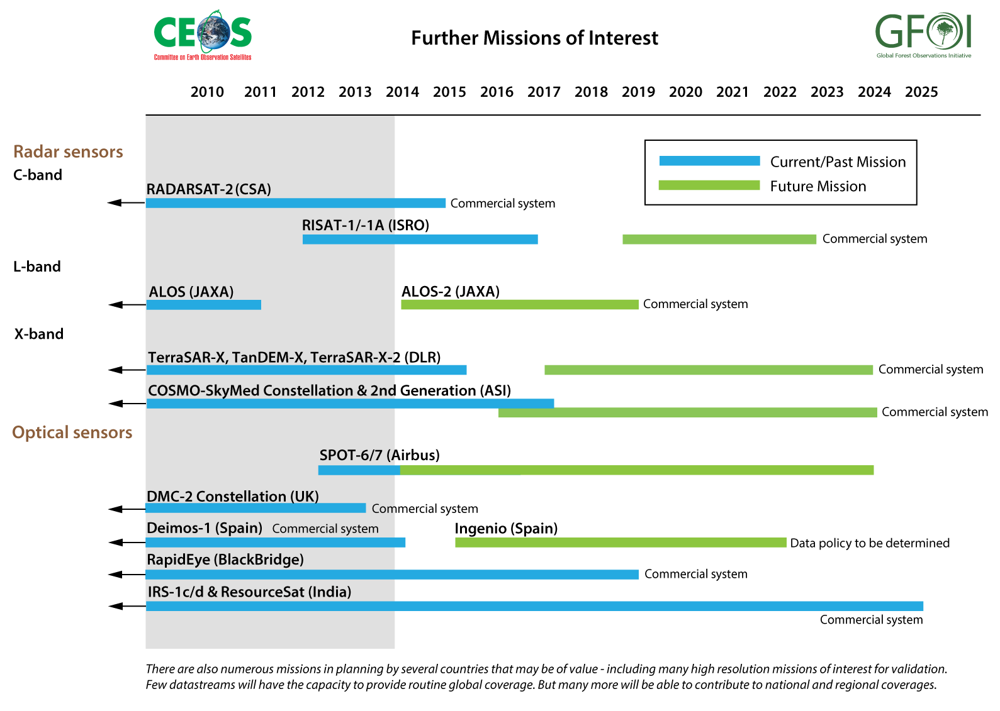 CEOS
Committee on Earth Observation Satellites
Further Missions of Interest
GFOI
Global Forest Observations Initiative
2010 2011 2012 2013 2014 2015 2016 2017 2018 2019 2020 2021 2022 2023 2024 2025
Radar sensors
Current/Past Mission
Future Mission
C-band
RADARSAT-2 (CSA)
Commercial system
RISAT-1/-1A (ISRO)
Commercial system
L-band
ALOS (JAXA)
ALOS-2 (JAXA)
Commercial system
X-band
TerraSAR-X, TanDEM-X, TerraSAR-X-2 (DLR)
Commercial system
COSMO-SkyMed Constellation & 2nd Generation (ASI)
Commercial system
Optical sensors
SPOT-6/7 (Airbus)
DMC-2 Constellation (UK)
Commercial system
Deimos-1 (Spain) Commercial system
Ingenio (Spain)
Data policy to be determined
RapidEye (BlackBridge)
Commercial system
IRS-1c/d & ResourceSat (India)
Commercial system
There are also numerous missions in planning by several countries that may be of value - including many high resolution missions of interest for validation.
Few datastreams will have the capacity to provide routine global coverage. But many more will be able to contribute to national and regional coverages.